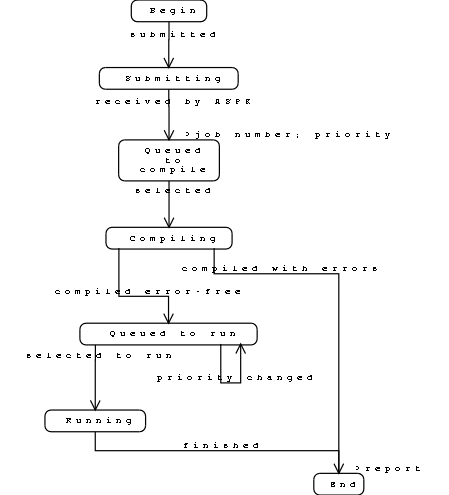 Begin
submitted
Submitting
received by ASPE
>job number; priority
Queued
to
compile
selected
Compiling
compiled with errors
compiled error-free
Queued to run
selected to run
priority changed
Running
finished
>report
End